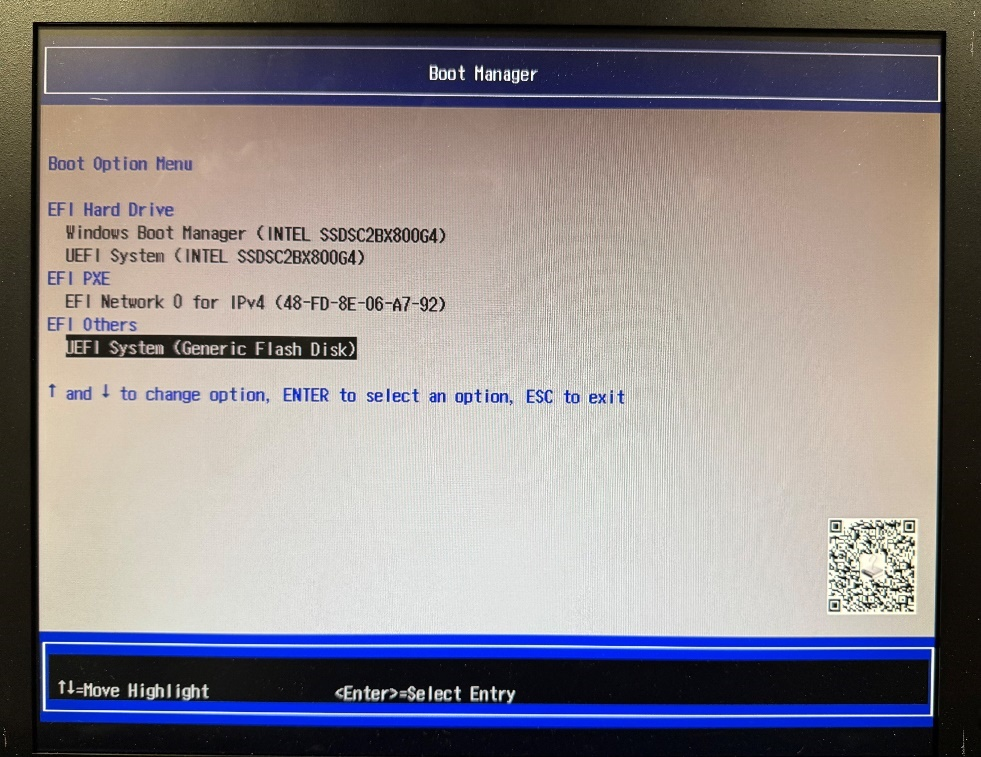 Boot Manager
Boot Option Menu
EFI Hard Drive
Windows Boot Manager (INTEL SSDSC2BX800G4)
UEFI System (INTEL SSDSC2BX800G4)
EFI PXE
EFI Network 0 for IPv4 (48-FD-8E-06-A7-92)
EFI Others
UEFI System (Generic Flash Disk)
↑ and ↓ to change option, ENTER to select an option, ESC to exit
↑↓=Move Highlight <Enter>=Select Entry